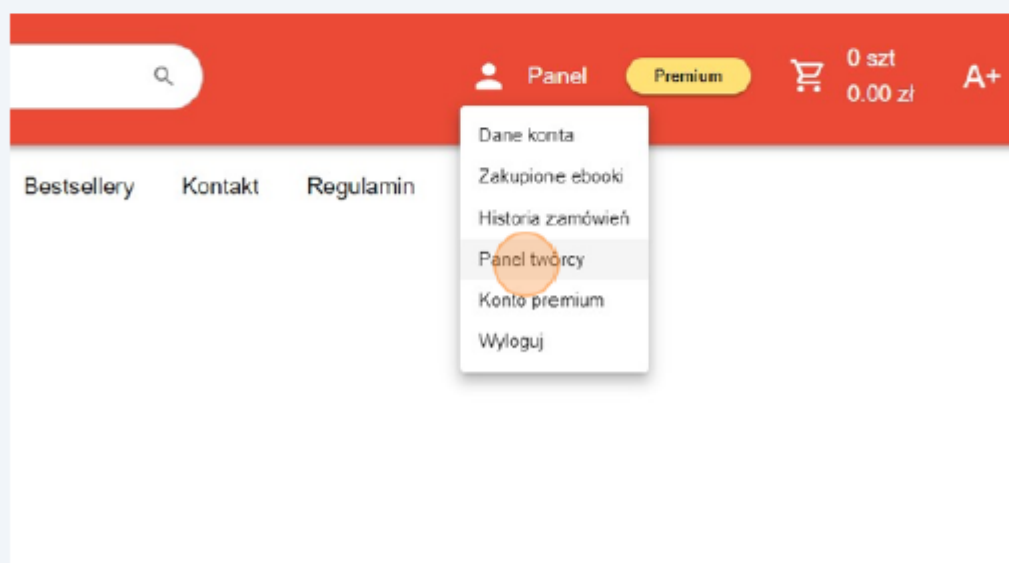 Panel
Premium
0 szt
0.00 zł
A+
Bestsellery
Kontakt
Regulamin
Dane konta
Zakupione ebooki
Historia zamówień
Panel twórcy
Konto premium
Wyloguj